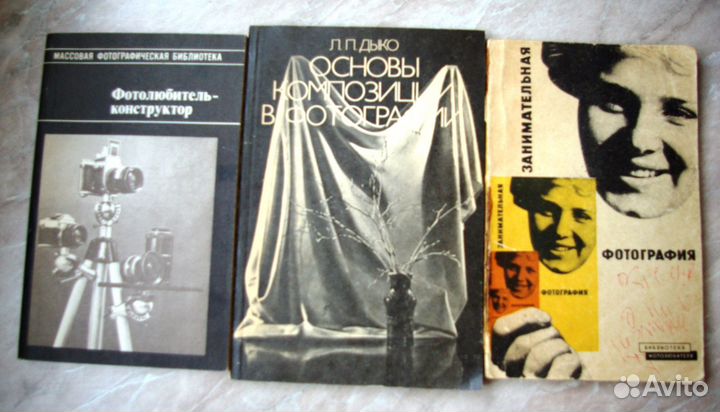 МАССОВАЯ ФОТОГРАФИЧЕСКАЯ БИБЛИОТЕКА
Фотолюбитель-
конструктор
Л.П.ДЫКО
ОСНОВЫ
КОМПОЗИЦИИ
В ФОТОГРАФИИ
ЗАНИМАТЕЛЬНАЯ
ФОТОГРАФИЯ
ЗАНИМАТЕЛЬНАЯ
ФОТОГРАФИЯ
БИБЛИОТЕКА
ФОТОЛЮБИТЕЛЯ
Avito